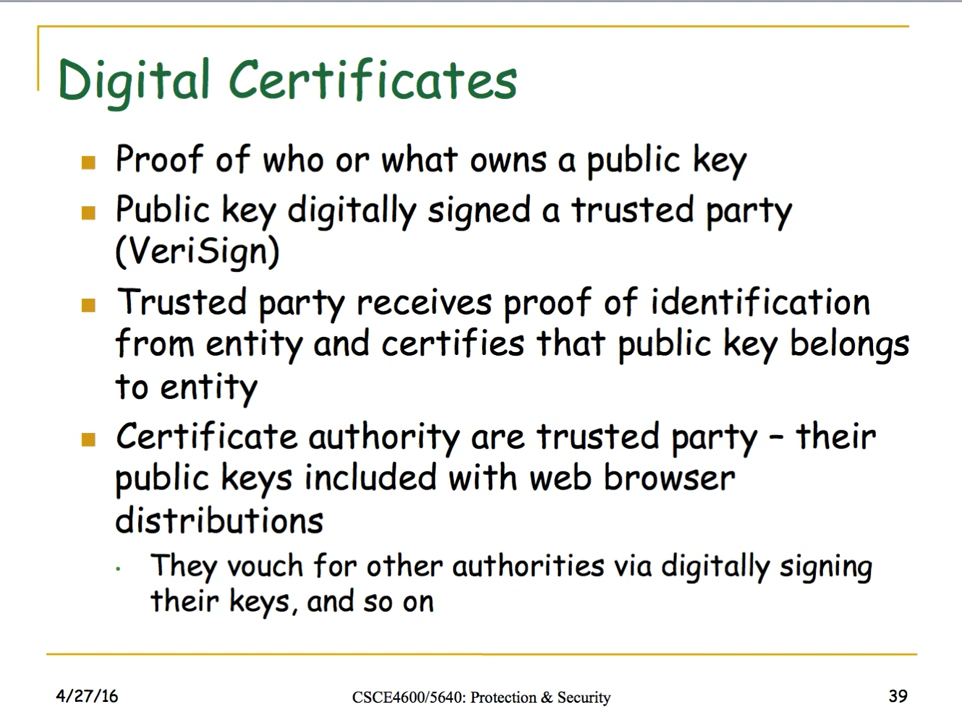 Digital Certificates
Proof of who or what owns a public key
Public key digitally signed a trusted party
(VeriSign)
Trusted party receives proof of identification
from entity and certifies that public key belongs
to entity
Certificate authority are trusted party – their
public keys included with web browser
distributions
They vouch for other authorities via digitally signing
their keys, and so on
4/27/16
CSCE4600/5640: Protection & Security
39